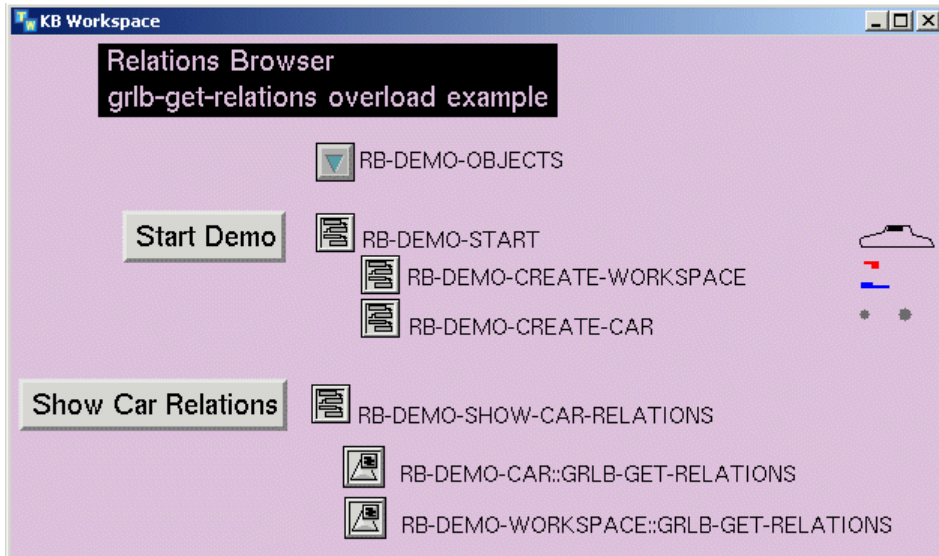 KB Workspace
Relations Browser
grlb-get-relations overload example
RB-DEMO-OBJECTS
Start Demo
RB-DEMO-START
RB-DEMO-CREATE-WORKSPACE
RB-DEMO-CREATE-CAR
Show Car Relations
RB-DEMO-SHOW-CAR-RELATIONS
RB-DEMO-CAR::GRLB-GET-RELATIONS
RB-DEMO-WORKSPACE::GRLB-GET-RELATIONS